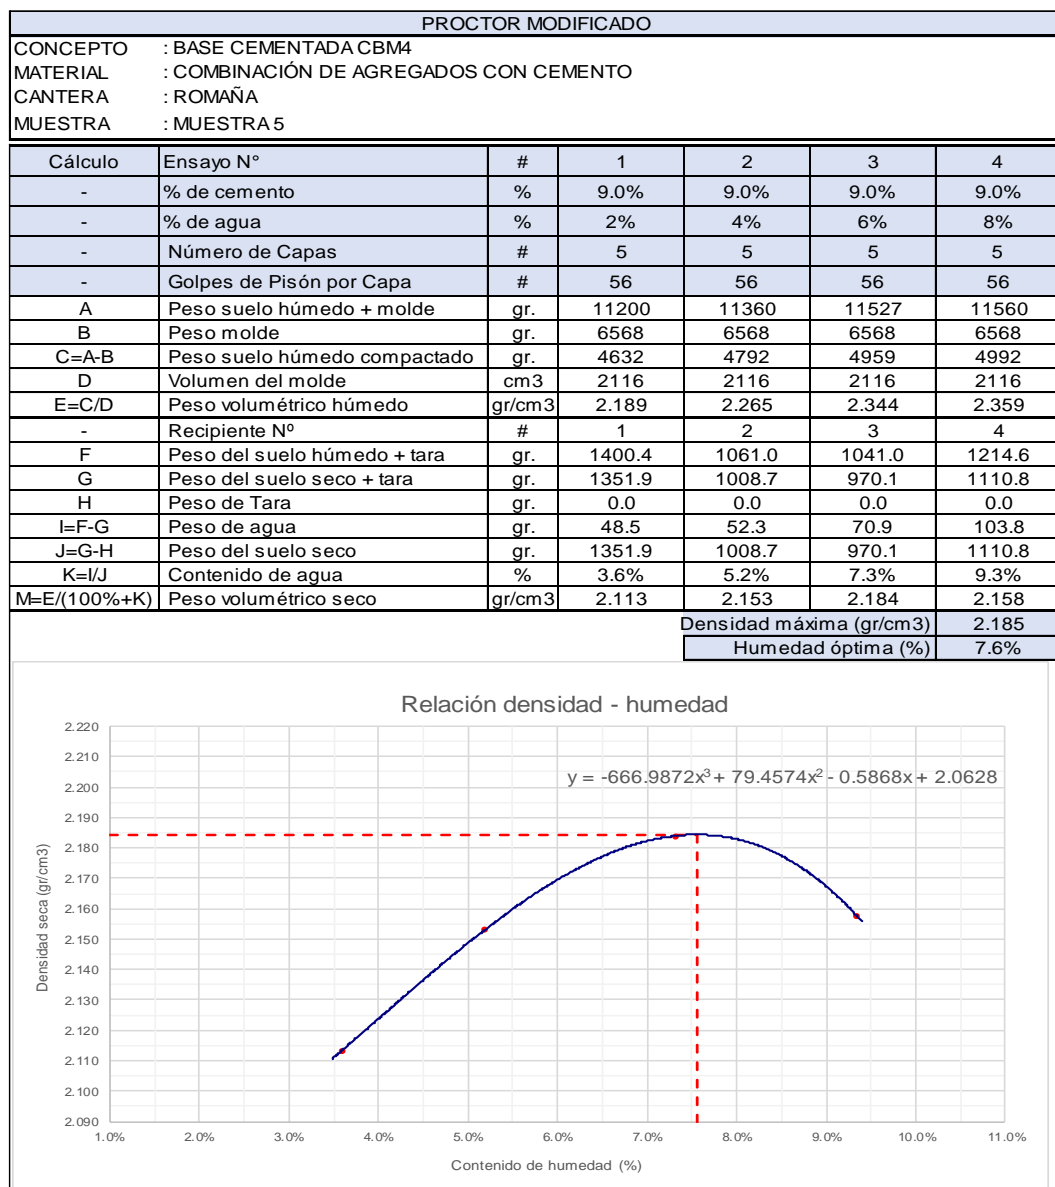 PROCTOR MODIFICADO
CONCEPTO : BASE CEMENTADA CBM4
MATERIAL : COMBINACIÓN DE AGREGADOS CON CEMENTO
CANTERA : ROMAÑA
MUESTRA : MUESTRA 5
Cálculo Ensayo N° # 1 2 3 4
- % de cemento % 9.0% 9.0% 9.0% 9.0%
- % de agua % 2% 4% 6% 8%
- Número de Capas # 5 5 5 5
- Golpes de Pisón por Capa # 56 56 56 56
A Peso suelo húmedo + molde gr. 11200 11360 11527 11560
B Peso molde gr. 6568 6568 6568 6568
C=A-B Peso suelo húmedo compactado gr. 4632 4792 4959 4992
D Volumen del molde cm3 2116 2116 2116 2116
E=C/D Peso volumétrico húmedo gr/cm3 2.189 2.265 2.344 2.359
- Recipiente Nº # 1 2 3 4
F Peso del suelo húmedo + tara gr. 1400.4 1061.0 1041.0 1214.6
G Peso del suelo seco + tara gr. 1351.9 1008.7 970.1 1110.8
H Peso de Tara gr. 0.0 0.0 0.0 0.0
I=F-G Peso de agua gr. 48.5 52.3 70.9 103.8
J=G-H Peso del suelo seco gr. 1351.9 1008.7 970.1 1110.8
K=I/J Contenido de agua % 3.6% 5.2% 7.3% 9.3%
M=E/(100%+K) Peso volumétrico seco gr/cm3 2.113 2.153 2.184 2.158
Densidad máxima (gr/cm3) 2.185
Humedad óptima (%) 7.6%
Relación densidad - humedad
y = -666.9872x³ + 79.4574x² - 0.5868x + 2.0628
Densidad seca (gr/cm3)
2.220
2.210
2.200
2.190
2.180
2.170
2.160
2.150
2.140
2.130
2.120
2.110
2.100
2.090
1.0% 2.0% 3.0% 4.0% 5.0% 6.0% 7.0% 8.0% 9.0% 10.0% 11.0%
Contenido de humedad (%)